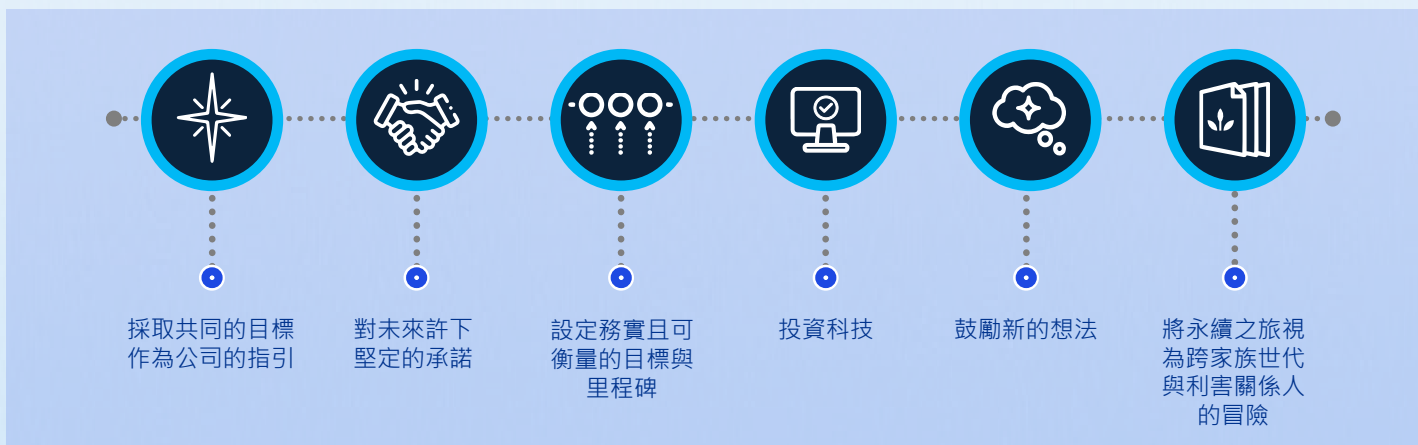 採取共同的目標
作為公司的指引
對未來許下
堅定的承諾
設定務實且可
衡量的目標與
里程碑
投資科技
鼓勵新的想法
將永續之旅視
為跨家族世代
與利害關係人
的冒險